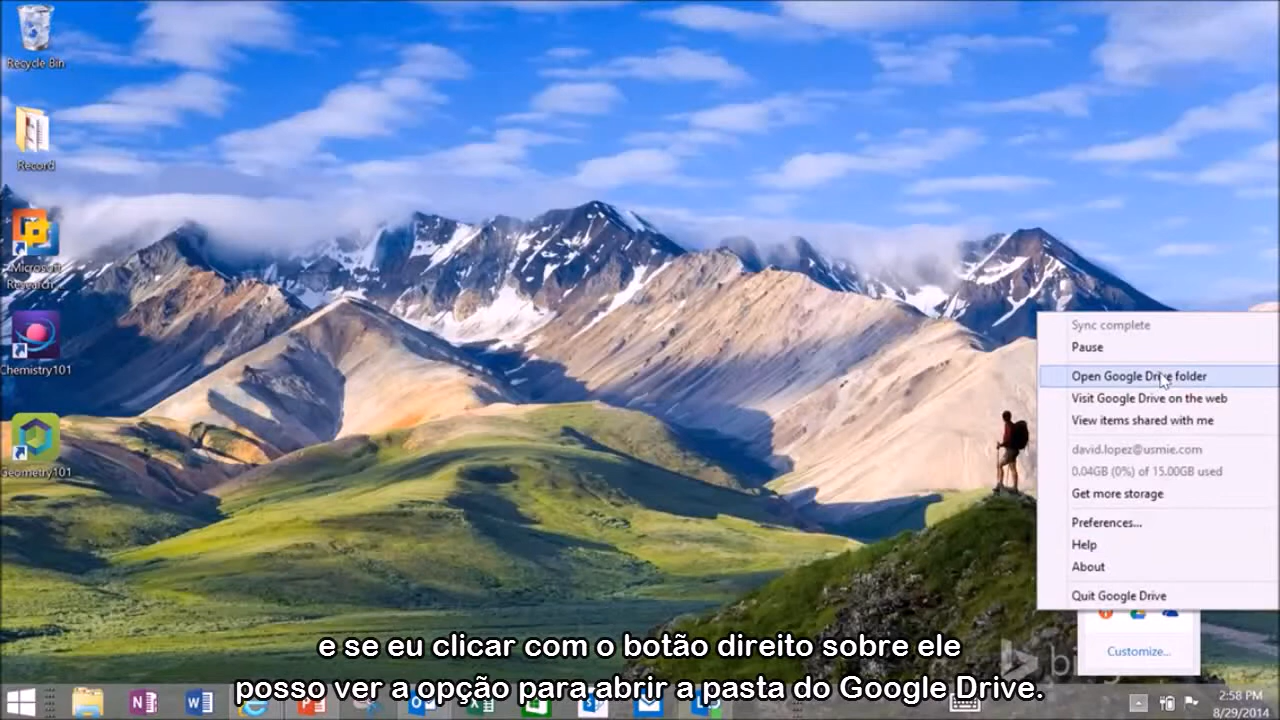 Recycle Bin
Record
Microsoft
Research...
Chemistry101
Geometry101
Sync complete
Pause
Open Google Drive folder
Visit Google Drive on the web
View items shared with me
david.lopez@usmie.com
0.04GB (0%) of 15.00GB used
Get more storage
Preferences...
Help
About
Quit Google Drive
Customize...
e se eu clicar com o botão direito sobre ele
posso ver a opção para abrir a pasta do Google Drive.
2:58 PM
8/29/2014